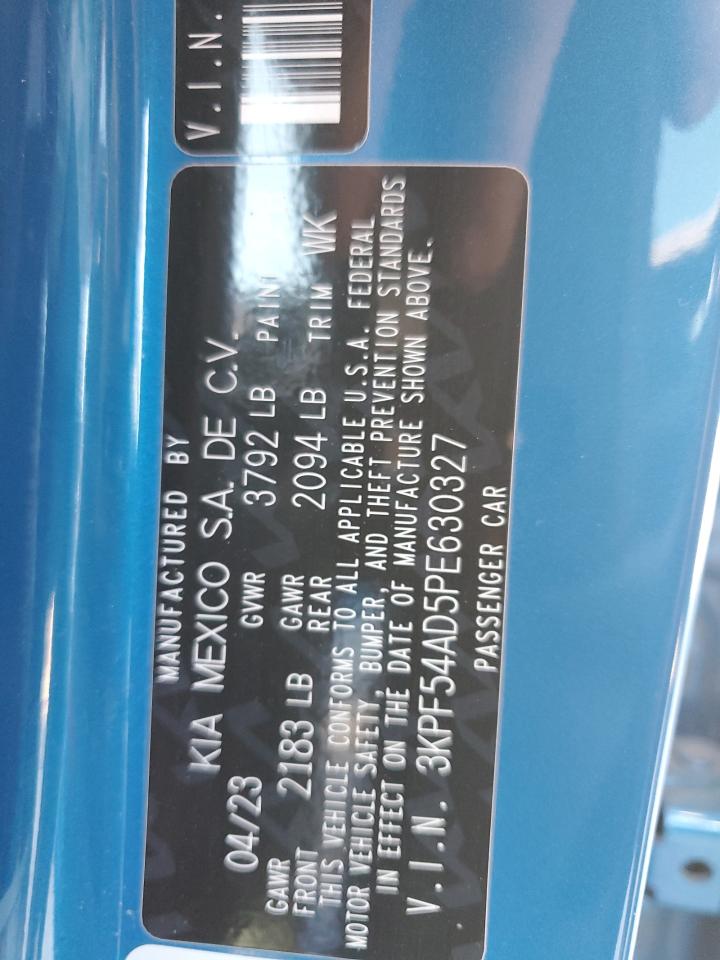 V.I.N.
MANUFACTURED BY
KIA MEXICO S.A. DE C.V.
04/23 GVWR 3792 LB PAINT
GAWR FRONT 2183 LB GAWR REAR 2094 LB TRIM WK
THIS VEHICLE CONFORMS TO ALL APPLICABLE U.S.A. FEDERAL
MOTOR VEHICLE SAFETY, BUMPER, AND THEFT PREVENTION STANDARDS
IN EFFECT ON THE DATE OF MANUFACTURE SHOWN ABOVE.
V.I.N. 3KPF54AD5PE630327
PASSENGER CAR